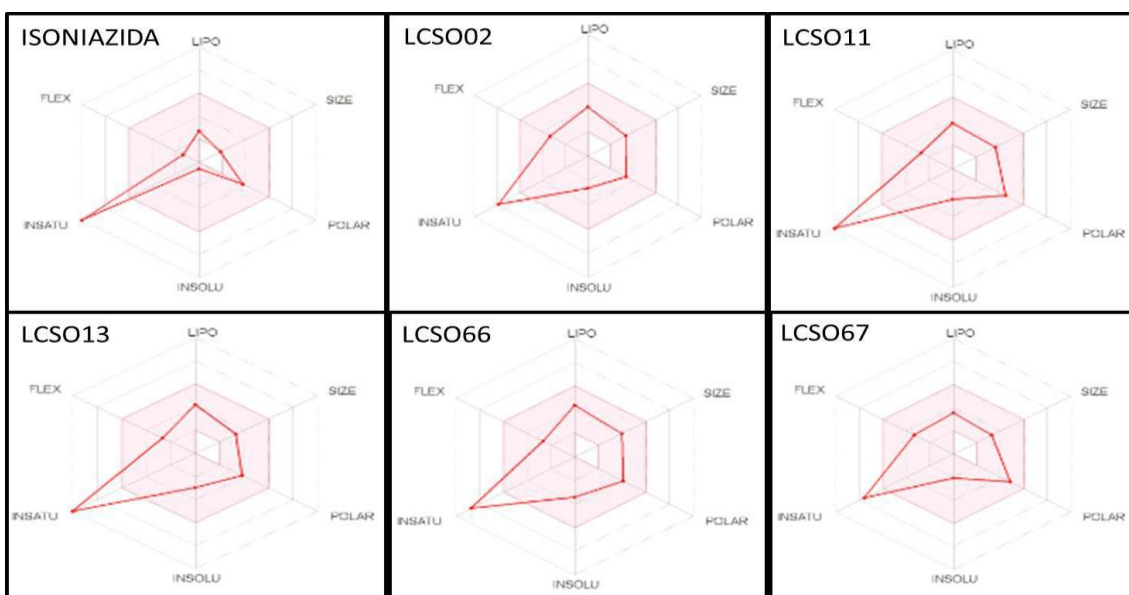 ISONIAZIDA
LIPO
FLEX
SIZE
INSATU
POLAR
INSOLU
LCSO02
LIPO
FLEX
SIZE
INSATU
POLAR
INSOLU
LCSO11
LIPO
FLEX
SIZE
INSATU
POLAR
INSOLU
LCSO13
LIPO
FLEX
SIZE
INSATU
POLAR
INSOLU
LCSO66
LIPO
FLEX
SIZE
INSATU
POLAR
INSOLU
LCSO67
LIPO
FLEX
SIZE
INSATU
POLAR
INSOLU